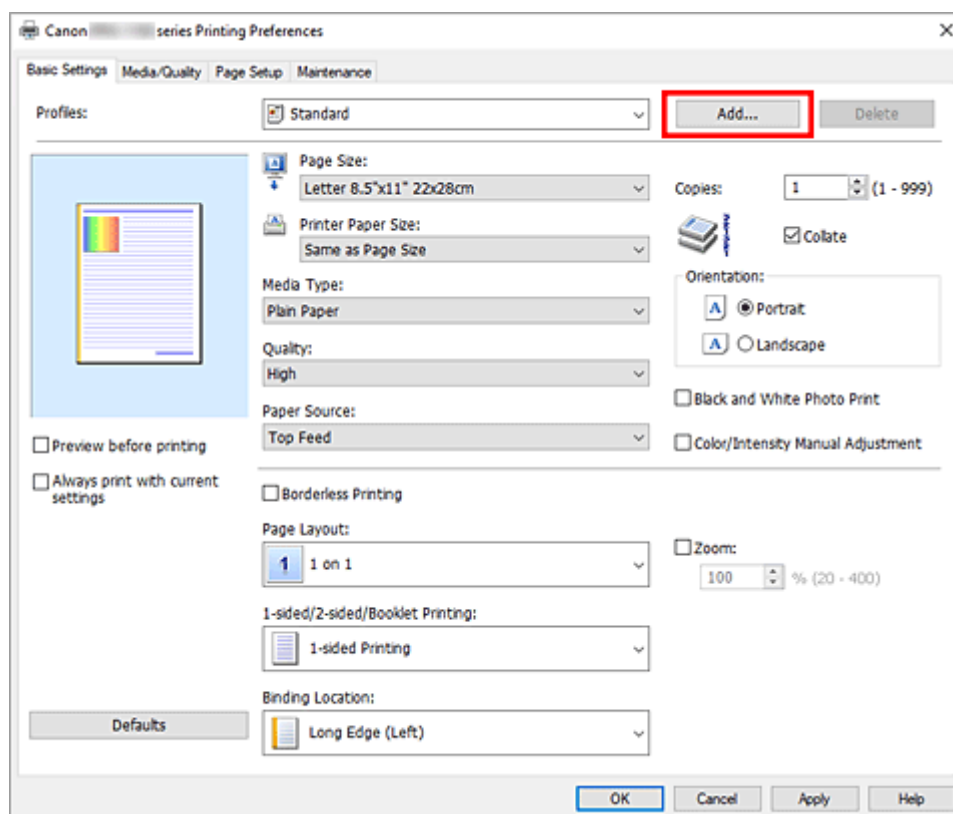 Canon series Printing Preferences
Basic Settings Media/Quality Page Setup Maintenance
Profiles: Standard Add... Delete
Page Size:
Letter 8.5"x11" 22x28cm
Copies: 1 (1 - 999)
Printer Paper Size:
Same as Page Size
Collate
Media Type:
Plain Paper
Orientation:
Portrait
Landscape
Quality:
High
Black and White Photo Print
Paper Source:
Top Feed
Color/Intensity Manual Adjustment
Preview before printing
Always print with current
settings
Borderless Printing
Page Layout:
1 1 on 1
Zoom:
100 % (20 - 400)
1-sided/2-sided/Booklet Printing:
1-sided Printing
Binding Location:
Long Edge (Left)
Defaults
OK Cancel Apply Help